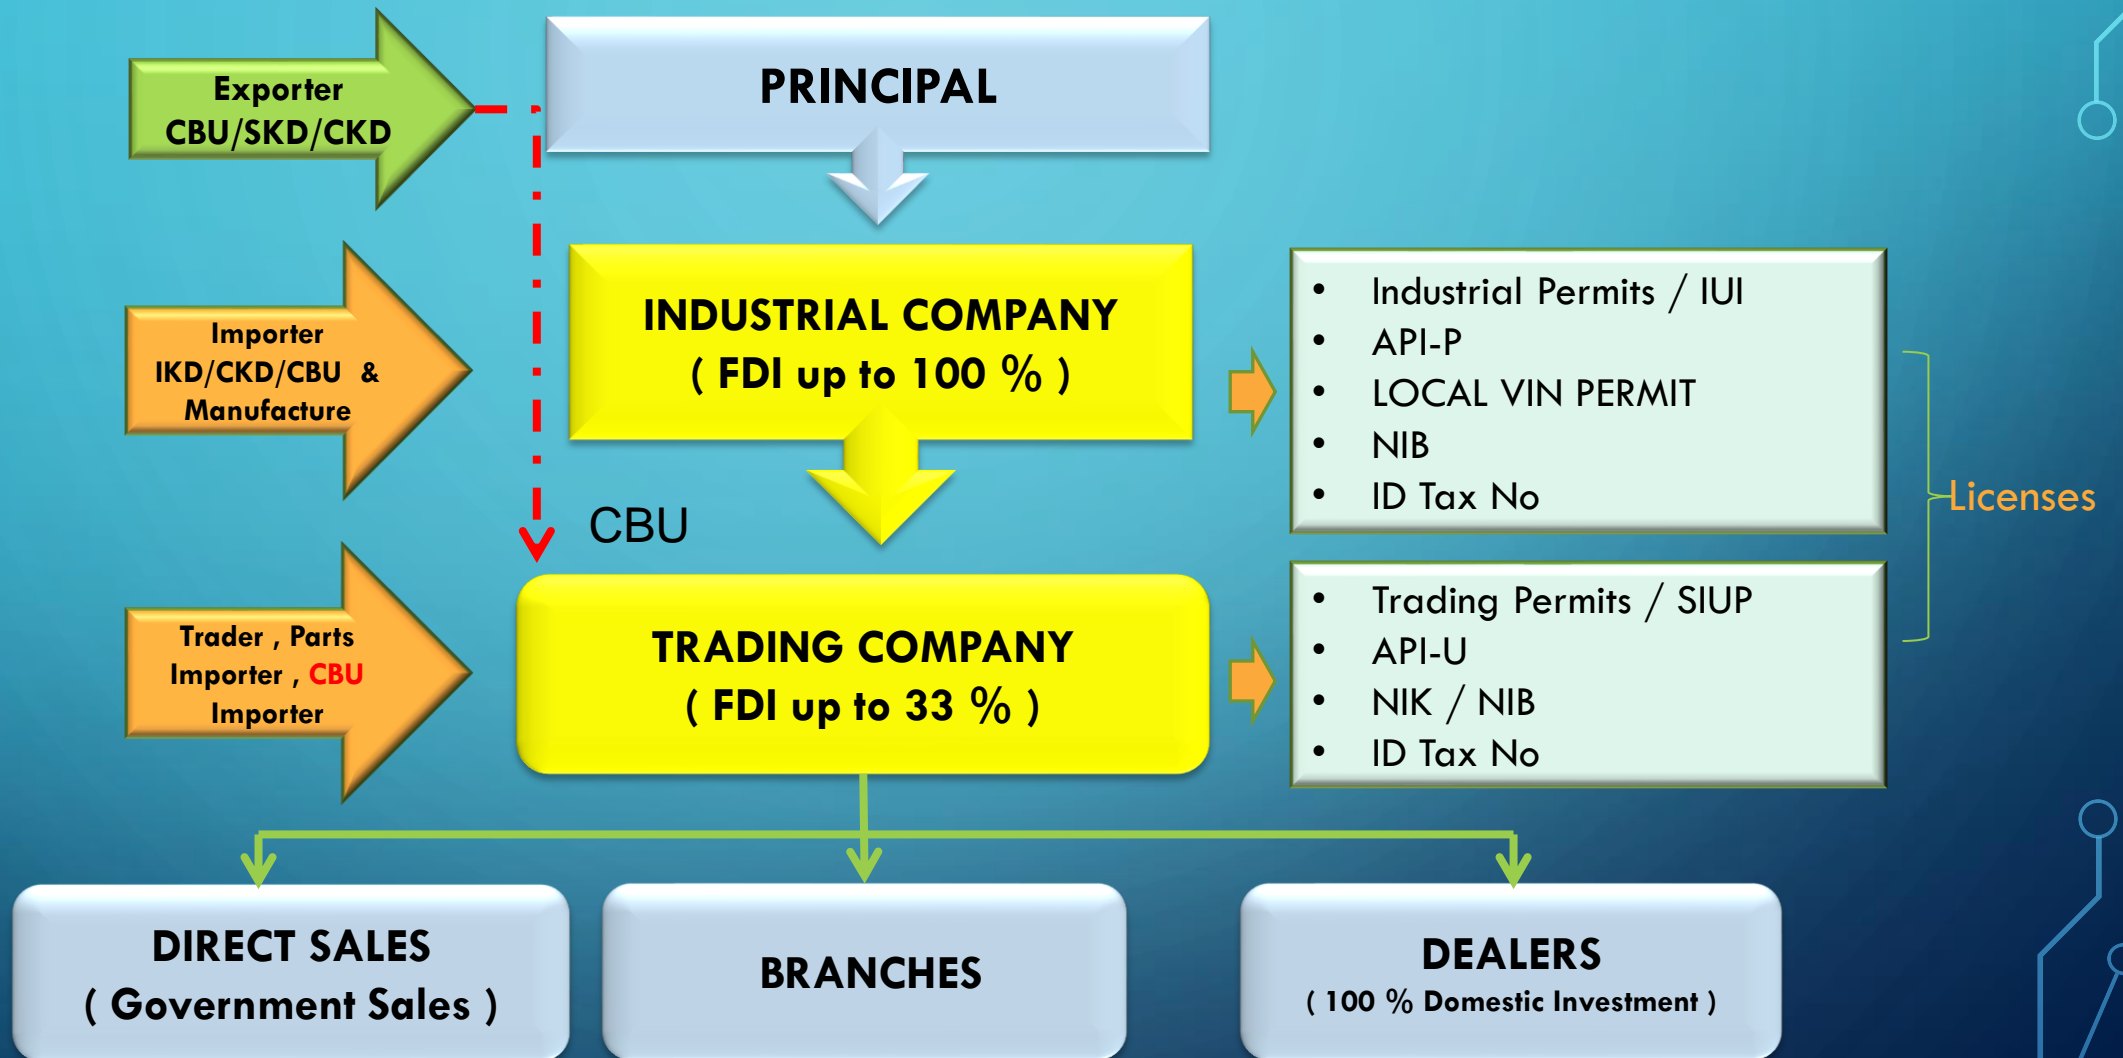 Exporter
CBU/SKD/CKD
PRINCIPAL
Importer
IKD/CKD/CBU &
Manufacture
INDUSTRIAL COMPANY
( FDI up to 100 % )
• Industrial Permits / IUI
• API-P
• LOCAL VIN PERMIT
• NIB
• ID Tax No
Licenses
CBU
Trader , Parts
Importer , CBU
Importer
TRADING COMPANY
( FDI up to 33 % )
• Trading Permits / SIUP
• API-U
• NIK / NIB
• ID Tax No
DIRECT SALES
( Government Sales )
BRANCHES
DEALERS
( 100 % Domestic Investment )